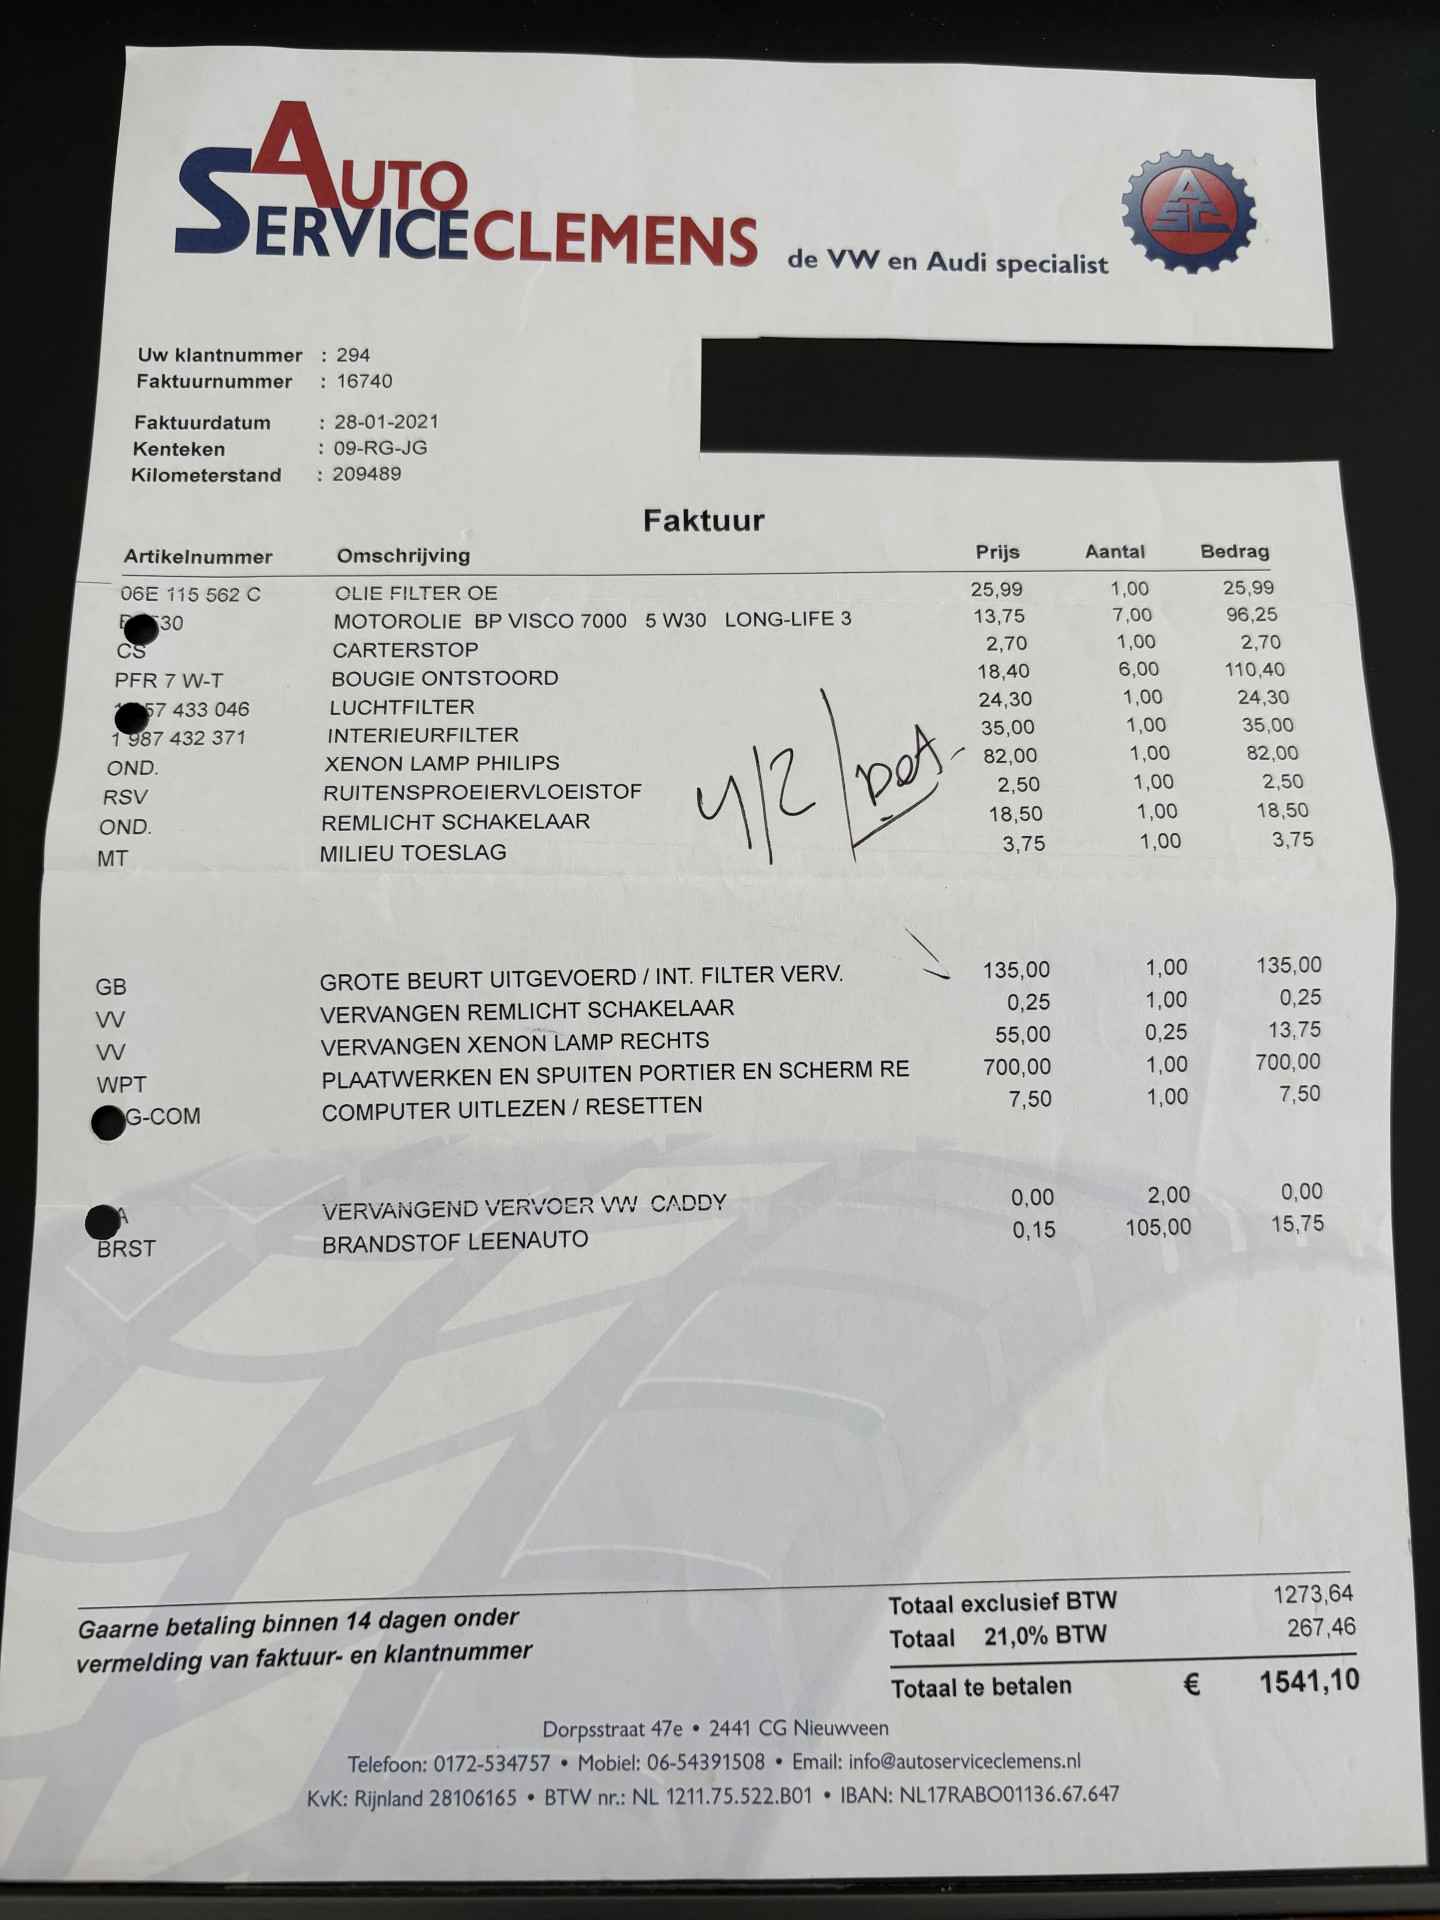 AUTO
SERVICECLEMENS de VW en Audi specialist
ASC
Uw klantnummer : 294
Faktuurnummer : 16740
Faktuurdatum : 28-01-2021
Kenteken : 09-RG-JG
Kilometerstand : 209489
Faktuur
Artikelnummer Omschrijving Prijs Aantal Bedrag
06E 115 562 C OLIE FILTER OE 25,99 1,00 25,99
MOTOROLIE BP VISCO 7000 5 W30 LONG-LIFE 3 13,75 7,00 96,25
CS CARTERSTOP 2,70 1,00 2,70
PFR 7 W-T BOUGIE ONTSTOORD 18,40 6,00 110,40
433 046 LUCHTFILTER 24,30 1,00 24,30
1 987 432 371 INTERIEURFILTER 35,00 1,00 35,00
OND. XENON LAMP PHILIPS 82,00 1,00 82,00
RSV RUITENSPROEIERVLOEISTOF 2,50 1,00 2,50
OND. REMLICHT SCHAKELAAR 18,50 1,00 18,50
MT MILIEU TOESLAG 3,75 1,00 3,75
4/2
GB GROTE BEURT UITGEVOERD / INT. FILTER VERV. 135,00 1,00 135,00
VV VERVANGEN REMLICHT SCHAKELAAR 0,25 1,00 0,25
VV VERVANGEN XENON LAMP RECHTS 55,00 0,25 13,75
WPT PLAATWERKEN EN SPUITEN PORTIER EN SCHERM RE 700,00 1,00 700,00
G-COM COMPUTER UITLEZEN / RESETTEN 7,50 1,00 7,50
VERVANGEND VERVOER VW CADDY 0,00 2,00 0,00
BRST BRANDSTOF LEENAUTO 0,15 105,00 15,75
Gaarne betaling binnen 14 dagen onder
vermelding van faktuur- en klantnummer
Totaal exclusief BTW 1273,64
Totaal 21,0% BTW 267,46
Totaal te betalen € 1541,10
Dorpsstraat 47e • 2441 CG Nieuwveen
Telefoon: 0172-534757 • Mobiel: 06-54391508 • Email: info@autoserviceclemens.nl
KvK: Rijnland 28106165 • BTW nr.: NL 1211.75.522.B01 • IBAN: NL17RABO01136.67.647